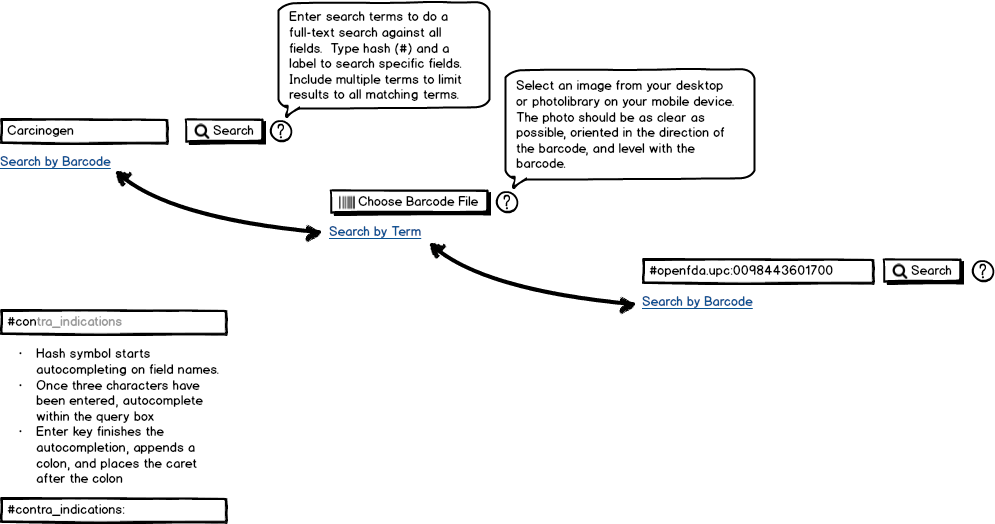 Enter search terms to do a
full-text search against all
fields.  Type hash (#) and a
label to search specific fields.
Include multiple terms to limit
results to all matching terms.
Carcinogen
Search
?
Search by Barcode
Select an image from your desktop
or photolibrary on your mobile device.
The photo should be as clear as
possible, oriented in the direction of
the barcode, and level with the
barcode.
Choose Barcode File
?
Search by Term
#openfda.upc:0098443601700
Search
?
Search by Barcode
#contra_indications
· Hash symbol starts
autocompleting on field names.
· Once three characters have
been entered, autocomplete
within the query box
· Enter key finishes the
autocompletion, appends a
colon, and places the caret
after the colon
#contra_indications: